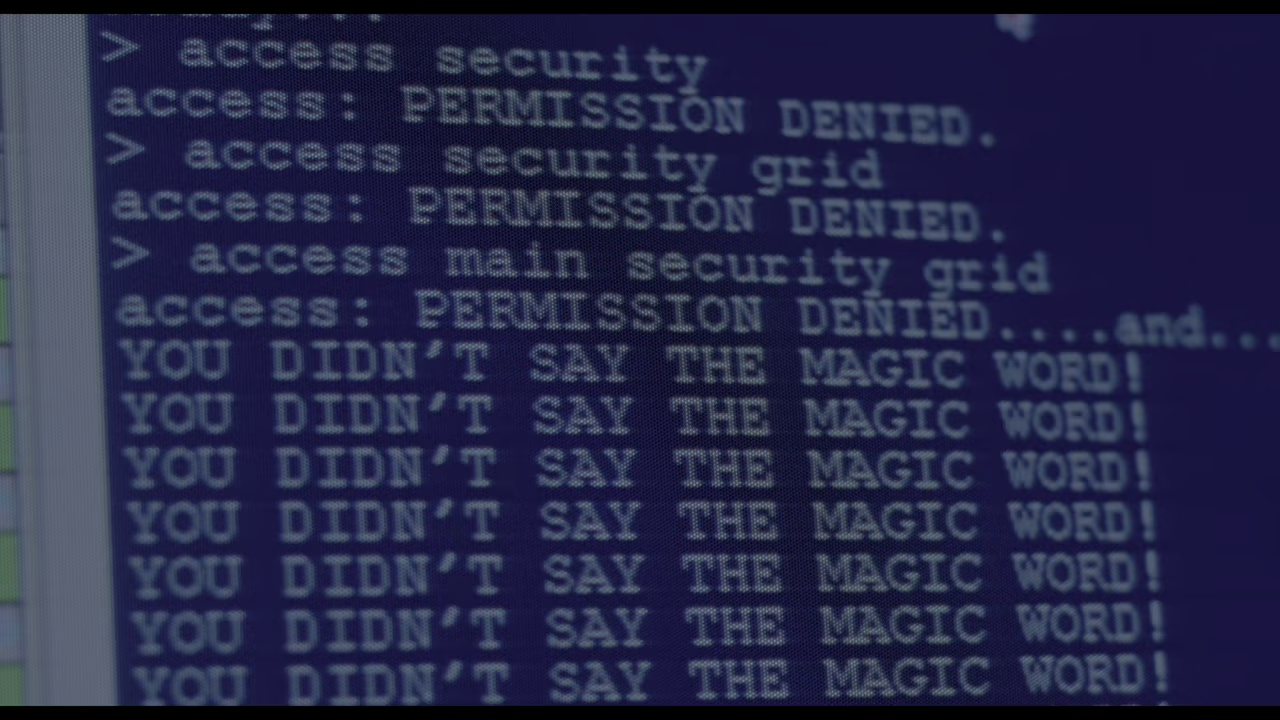 > access security
access: PERMISSION DENIED.
> access security grid
access: PERMISSION DENIED.
> access main security grid
access: PERMISSION DENIED....and...
YOU DIDN'T SAY THE MAGIC WORD!
YOU DIDN'T SAY THE MAGIC WORD!
YOU DIDN'T SAY THE MAGIC WORD!
YOU DIDN'T SAY THE MAGIC WORD!
YOU DIDN'T SAY THE MAGIC WORD!
YOU DIDN'T SAY THE MAGIC WORD!
YOU DIDN'T SAY THE MAGIC WORD!